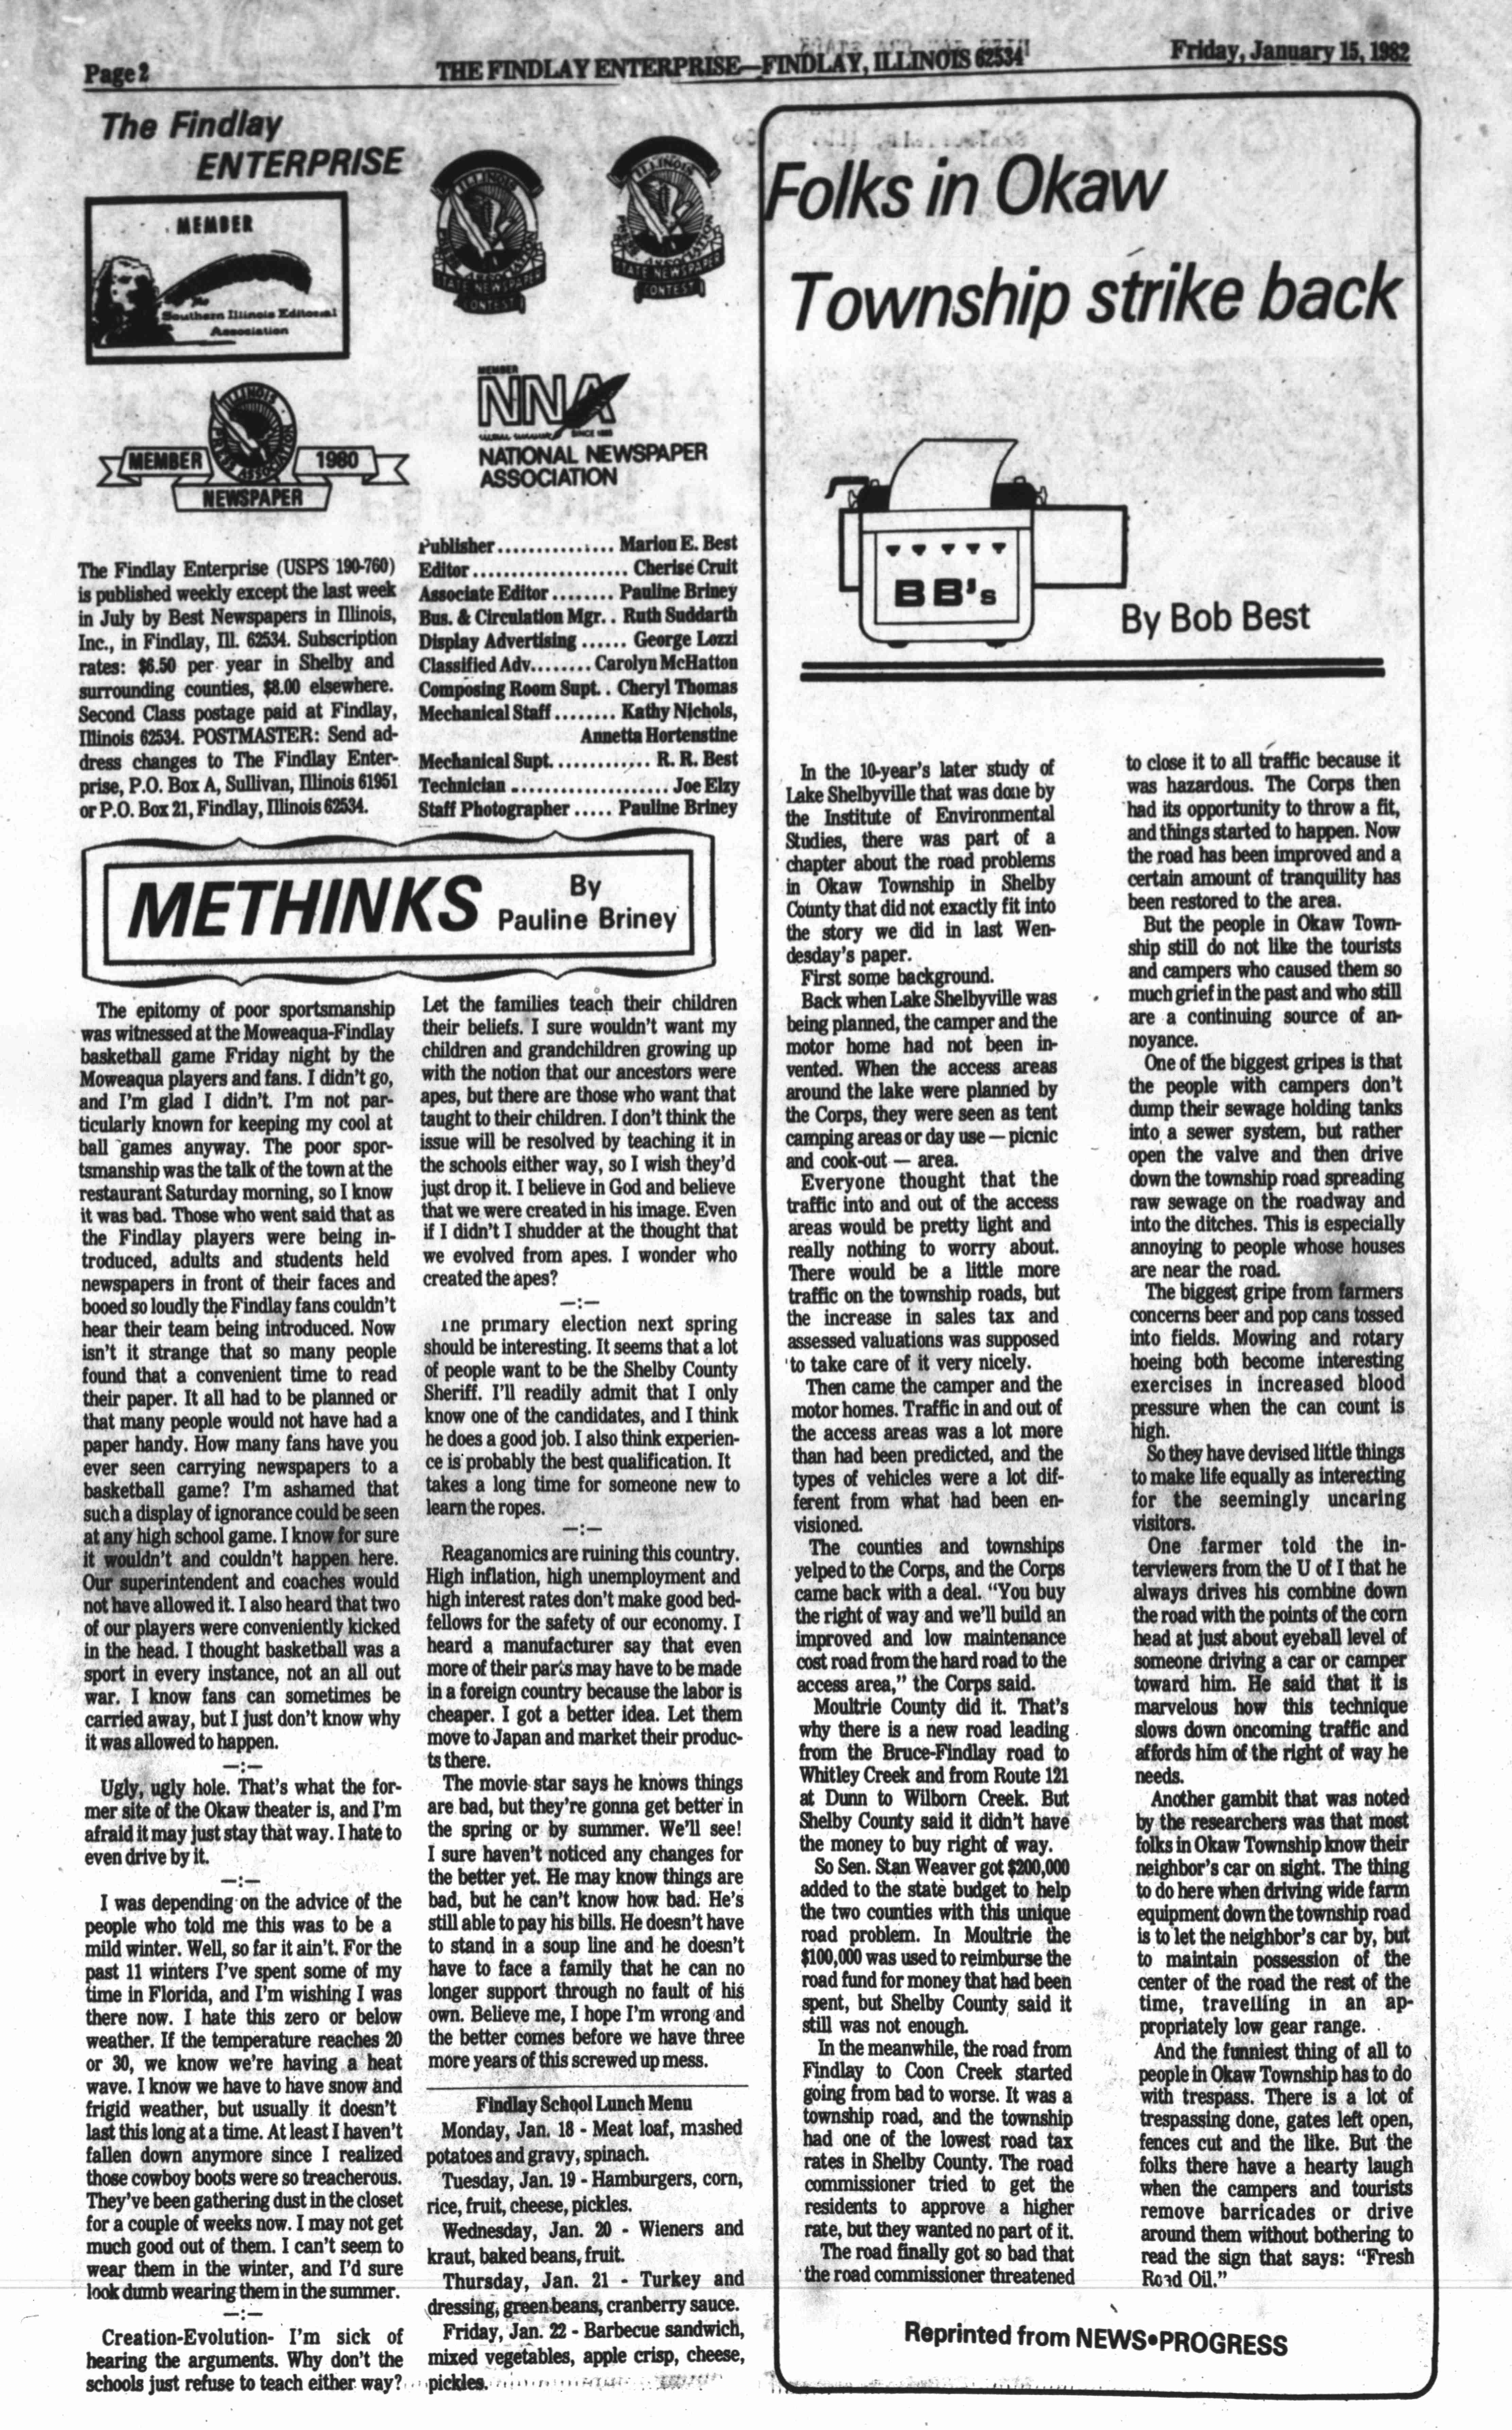 Page 2
THE FINDLAY ENTERPRISE—FINDLAY, ILLINOIS 62534
Friday, January 15, 1982
The Findlay
ENTERPRISE
MEMBER
The
Southern Illinois Editorial
Association
ILLINOIS
PRESS ASSOCIATION
STATE NEWSPAPER
CONTEST
ILLINOIS
PRESS ASSOCIATION
STATE NEWSPAPER
CONTEST
ILLINOIS
PRESS ASSOCIATION
MEMBER
1980
NEWSPAPER
MEMBER
NNA
SINCE 1885
NATIONAL NEWSPAPER
ASSOCIATION
The Findlay Enterprise (USPS 190-760)
is published weekly except the last week
in July by Best Newspapers in Illinois,
Inc., in Findlay, Ill. 62534. Subscription
rates: $6.50 per year in Shelby and
surrounding counties, $8.00 elsewhere.
Second Class postage paid at Findlay,
Illinois 62534. POSTMASTER: Send ad-
dress changes to The Findlay Enter-
prise, P.O. Box A, Sullivan, Illinois 61951
or P.O. Box 21, Findlay, Illinois 62534.
Publisher.............. Marion E. Best
Editor................... Cherise Cruit
Associate Editor........ Pauline Briney
Bus. & Circulation Mgr.. Ruth Suddarth
Display Advertising ...... George Lozzi
Classified Adv........ Carolyn McHatton
Composing Room Supt.. Cheryl Thomas
Mechanical Staff........ Kathy Nichols,
Annetta Hortenstine
Mechanical Supt............. R. R. Best
Technician.................... Joe Elzy
Staff Photographer..... Pauline Briney
METHINKS
By
Pauline Briney
The epitomy of poor sportsmanship
was witnessed at the Moweaqua-Findlay
basketball game Friday night by the
Moweaqua players and fans. I didn't go,
and I'm glad I didn't. I'm not par-
ticularly known for keeping my cool at
ball games anyway. The poor spor-
tsmanship was the talk of the town at the
restaurant Saturday morning, so I know
it was bad. Those who went said that as
the Findlay players were being in-
troduced, adults and students held
newspapers in front of their faces and
booed so loudly the Findlay fans couldn't
hear their team being introduced. Now
isn't it strange that so many people
found that a convenient time to read
their paper. It all had to be planned or
that many people would not have had a
paper handy. How many fans have you
ever seen carrying newspapers to a
basketball game? I'm ashamed that
such a display of ignorance could be seen
at any high school game. I know for sure
it wouldn't and couldn't happen here.
Our superintendent and coaches would
not have allowed it. I also heard that two
of our players were conveniently kicked
in the head. I thought basketball was a
sport in every instance, not an all out
war. I know fans can sometimes be
carried away, but I just don't know why
it was allowed to happen.
—:—
Ugly, ugly hole. That's what the for-
mer site of the Okaw theater is, and I'm
afraid it may just stay that way. I hate to
even drive by it.
—:—
I was depending on the advice of the
people who told me this was to be a
mild winter. Well, so far it ain't. For the
past 11 winters I've spent some of my
time in Florida, and I'm wishing I was
there now. I hate this zero or below
weather. If the temperature reaches 20
or 30, we know we're having a heat
wave. I know we have to have snow and
frigid weather, but usually it doesn't
last this long at a time. At least I haven't
fallen down anymore since I realized
those cowboy boots were so treacherous.
They've been gathering dust in the closet
for a couple of weeks now. I may not get
much good out of them. I can't seem to
wear them in the winter, and I'd sure
look dumb wearing them in the summer.
—:—
Creation-Evolution- I'm sick of
hearing the arguments. Why don't the
schools just refuse to teach either way?
Let the families teach their children
their beliefs. I sure wouldn't want my
children and grandchildren growing up
with the notion that our ancestors were
apes, but there are those who want that
taught to their children. I don't think the
issue will be resolved by teaching it in
the schools either way, so I wish they'd
just drop it. I believe in God and believe
that we were created in his image. Even
if I didn't I shudder at the thought that
we evolved from apes. I wonder who
created the apes?
—:—
The primary election next spring
should be interesting. It seems that a lot
of people want to be the Shelby County
Sheriff. I'll readily admit that I only
know one of the candidates, and I think
he does a good job. I also think experien-
ce is probably the best qualification. It
takes a long time for someone new to
learn the ropes.
—:—
Reaganomics are ruining this country.
High inflation, high unemployment and
high interest rates don't make good bed-
fellows for the safety of our economy. I
heard a manufacturer say that even
more of their parts may have to be made
in a foreign country because the labor is
cheaper. I got a better idea. Let them
move to Japan and market their produc-
ts there.
The movie star says he knows things
are bad, but they're gonna get better in
the spring or by summer. We'll see!
I sure haven't noticed any changes for
the better yet. He may know things are
bad, but he can't know how bad. He's
still able to pay his bills. He doesn't have
to stand in a soup line and he doesn't
have to face a family that he can no
longer support through no fault of his
own. Believe me, I hope I'm wrong and
the better comes before we have three
more years of this screwed up mess.
Findlay School Lunch Menu
Monday, Jan. 18 - Meat loaf, mashed
potatoes and gravy, spinach.
Tuesday, Jan. 19 - Hamburgers, corn,
rice, fruit, cheese, pickles.
Wednesday, Jan. 20 - Wieners and
kraut, baked beans, fruit.
Thursday, Jan. 21 - Turkey and
dressing, green beans, cranberry sauce.
Friday, Jan. 22 - Barbecue sandwich,
mixed vegetables, apple crisp, cheese,
pickles.
Folks in Okaw
Township strike back
BB's
By Bob Best
In the 10-year's later study of
Lake Shelbyville that was done by
the Institute of Environmental
Studies, there was part of a
chapter about the road problems
in Okaw Township in Shelby
County that did not exactly fit into
the story we did in last Wen-
desday's paper.
First some background.
Back when Lake Shelbyville was
being planned, the camper and the
motor home had not been in-
vented. When the access areas
around the lake were planned by
the Corps, they were seen as tent
camping areas or day use — picnic
and cook-out — area.
Everyone thought that the
traffic into and out of the access
areas would be pretty light and
really nothing to worry about.
There would be a little more
traffic on the township roads, but
the increase in sales tax and
assessed valuations was supposed
to take care of it very nicely.
Then came the camper and the
motor homes. Traffic in and out of
the access areas was a lot more
than had been predicted, and the
types of vehicles were a lot dif-
ferent from what had been en-
visioned.
The counties and townships
yelped to the Corps, and the Corps
came back with a deal. "You buy
the right of way and we'll build an
improved and low maintenance
cost road from the hard road to the
access area," the Corps said.
Moultrie County did it. That's
why there is a new road leading
from the Bruce-Findlay road to
Whitley Creek and from Route 121
at Dunn to Wilborn Creek. But
Shelby County said it didn't have
the money to buy right of way.
So Sen. Stan Weaver got $200,000
added to the state budget to help
the two counties with this unique
road problem. In Moultrie the
$100,000 was used to reimburse the
road fund for money that had been
spent, but Shelby County said it
still was not enough.
In the meanwhile, the road from
Findlay to Coon Creek started
going from bad to worse. It was a
township road, and the township
had one of the lowest road tax
rates in Shelby County. The road
commissioner tried to get the
residents to approve a higher
rate, but they wanted no part of it.
The road finally got so bad that
the road commissioner threatened
to close it to all traffic because it
was hazardous. The Corps then
had its opportunity to throw a fit,
and things started to happen. Now
the road has been improved and a
certain amount of tranquility has
been restored to the area.
But the people in Okaw Town-
ship still do not like the tourists
and campers who caused them so
much grief in the past and who still
are a continuing source of an-
noyance.
One of the biggest gripes is that
the people with campers don't
dump their sewage holding tanks
into a sewer system, but rather
open the valve and then drive
down the township road spreading
raw sewage on the roadway and
into the ditches. This is especially
annoying to people whose houses
are near the road.
The biggest gripe from farmers
concerns beer and pop cans tossed
into fields. Mowing and rotary
hoeing both become interesting
exercises in increased blood
pressure when the can count is
high.
So they have devised little things
to make life equally as interesting
for the seemingly uncaring
visitors.
One farmer told the in-
terviewers from the U of I that he
always drives his combine down
the road with the points of the corn
head at just about eyeball level of
someone driving a car or camper
toward him. He said that it is
marvelous how this technique
slows down oncoming traffic and
affords him of the right of way he
needs.
Another gambit that was noted
by the researchers was that most
folks in Okaw Township know their
neighbor's car on sight. The thing
to do here when driving wide farm
equipment down the township road
is to let the neighbor's car by, but
to maintain possession of the
center of the road the rest of the
time, travelling in an ap-
propriately low gear range.
And the funniest thing of all to
people in Okaw Township has to do
with trespass. There is a lot of
trespassing done, gates left open,
fences cut and the like. But the
folks there have a hearty laugh
when the campers and tourists
remove barricades or drive
around them without bothering to
read the sign that says: "Fresh
Road Oil."
Reprinted from NEWS•PROGRESS